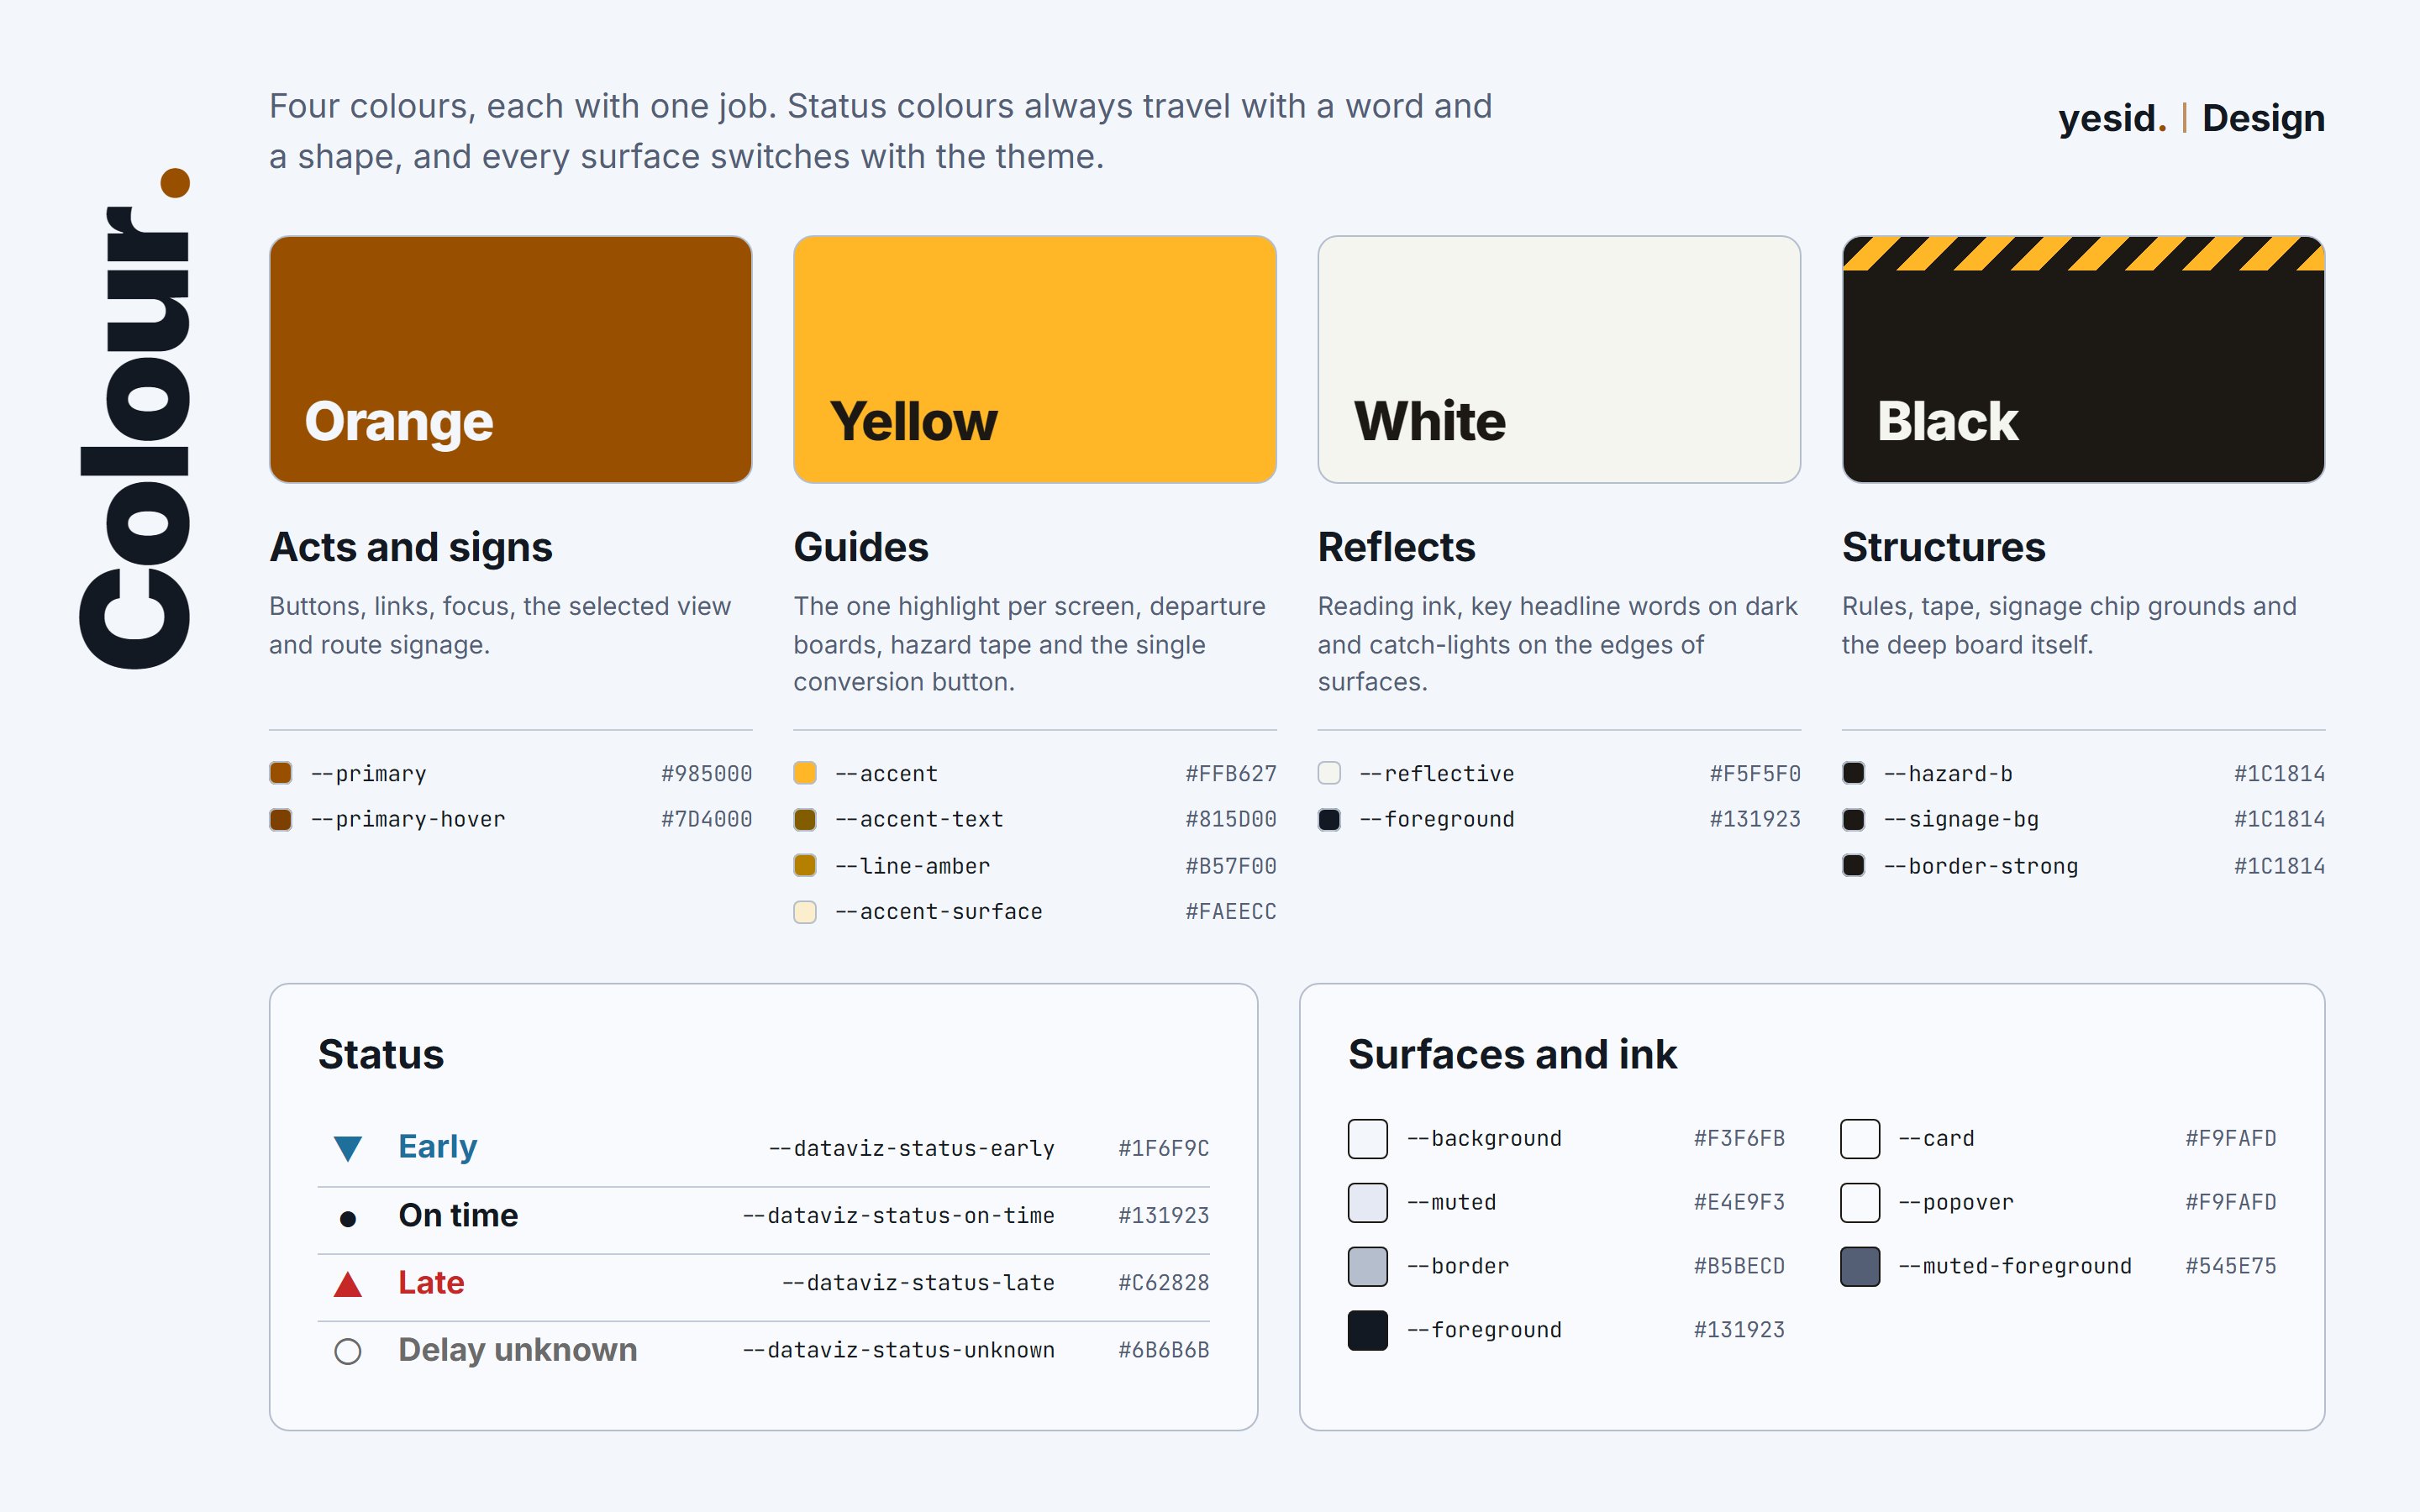 Colour.
Four colours, each with one job. Status colours always travel with a word and
a shape, and every surface switches with the theme.
yesid. | Design
Orange
Acts and signs
Buttons, links, focus, the selected view
and route signage.
--primary #985000
--primary-hover #7D4000
Yellow
Guides
The one highlight per screen, departure
boards, hazard tape and the single
conversion button.
--accent #FFB627
--accent-text #815D00
--line-amber #B57F00
--accent-surface #FAEECC
White
Reflects
Reading ink, key headline words on dark
and catch-lights on the edges of
surfaces.
--reflective #F5F5F0
--foreground #131923
Black
Structures
Rules, tape, signage chip grounds and
the deep board itself.
--hazard-b #1C1814
--signage-bg #1C1814
--border-strong #1C1814
Status
Early --dataviz-status-early #1F6F9C
On time --dataviz-status-on-time #131923
Late --dataviz-status-late #C62828
Delay unknown --dataviz-status-unknown #6B6B6B
Surfaces and ink
--background #F3F6FB --card #F9FAFD
--muted #E4E9F3 --popover #F9FAFD
--border #B5BECD --muted-foreground #545E75
--foreground #131923